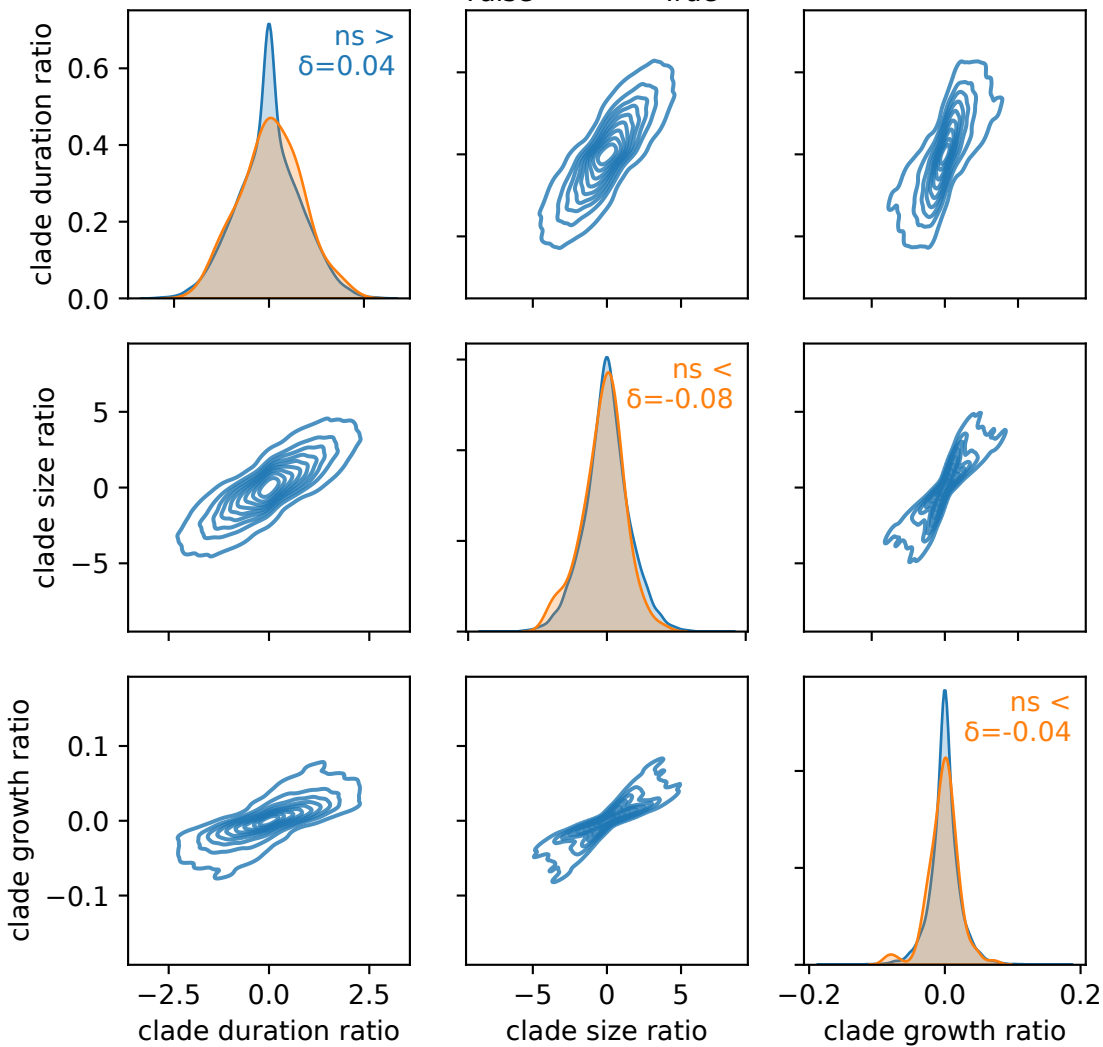 clade duration ratio
0.6
0.4
0.2
0.0
ns >
δ=0.04
clade size ratio
5
0
−5
ns <
δ=-0.08
clade growth ratio
0.1
0.0
−0.1
ns <
δ=-0.04
−2.5
0.0
2.5
clade duration ratio
−5
0
5
clade size ratio
−0.2
0.0
0.2
clade growth ratio